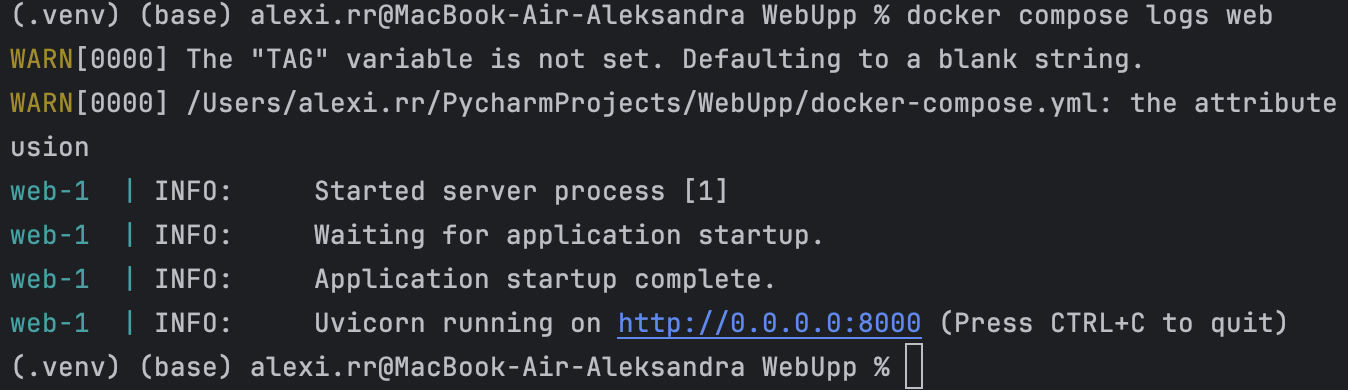 (.venv) (base) alexi.rr@MacBook-Air-Aleksandra WebUpp % docker compose logs web
WARN[0000] The "TAG" variable is not set. Defaulting to a blank string.
WARN[0000] /Users/alexi.rr/PycharmProjects/WebUpp/docker-compose.yml: the attribute
usion
web-1  | INFO:     Started server process [1]
web-1  | INFO:     Waiting for application startup.
web-1  | INFO:     Application startup complete.
web-1  | INFO:     Uvicorn running on http://0.0.0.0:8000 (Press CTRL+C to quit)
(.venv) (base) alexi.rr@MacBook-Air-Aleksandra WebUpp %